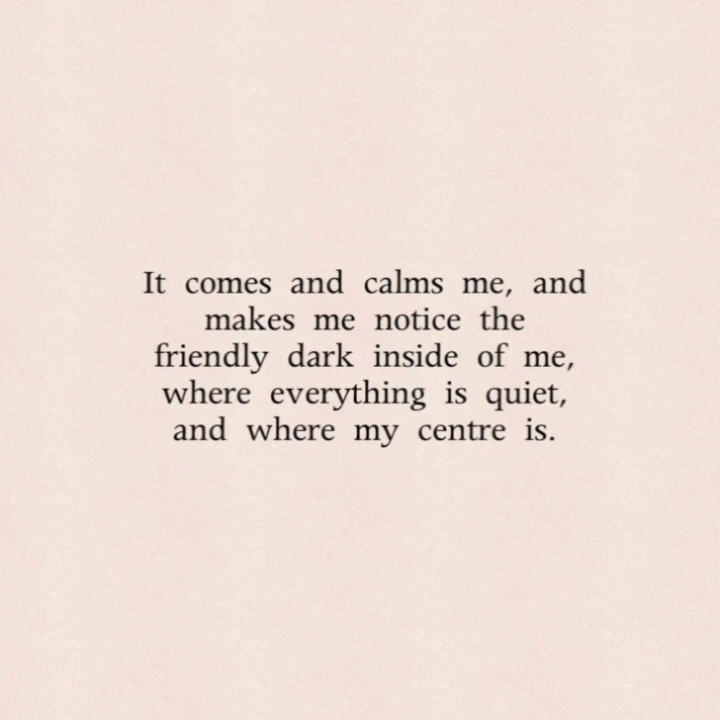 It comes and calms me, and
makes me notice the
friendly dark inside of me,
where everything is quiet,
and where my centre is.